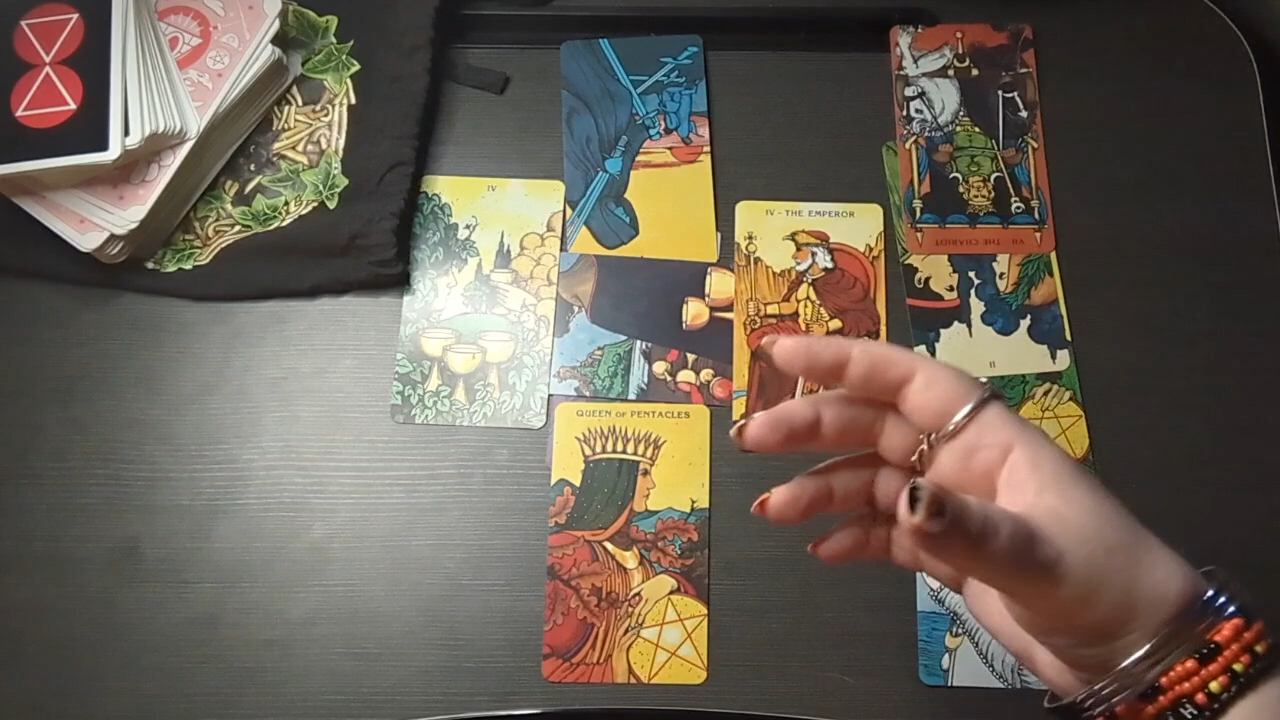 IV
IV - THE EMPEROR
VII - THE CHARIOT
II
QUEEN OF PENTACLES
H